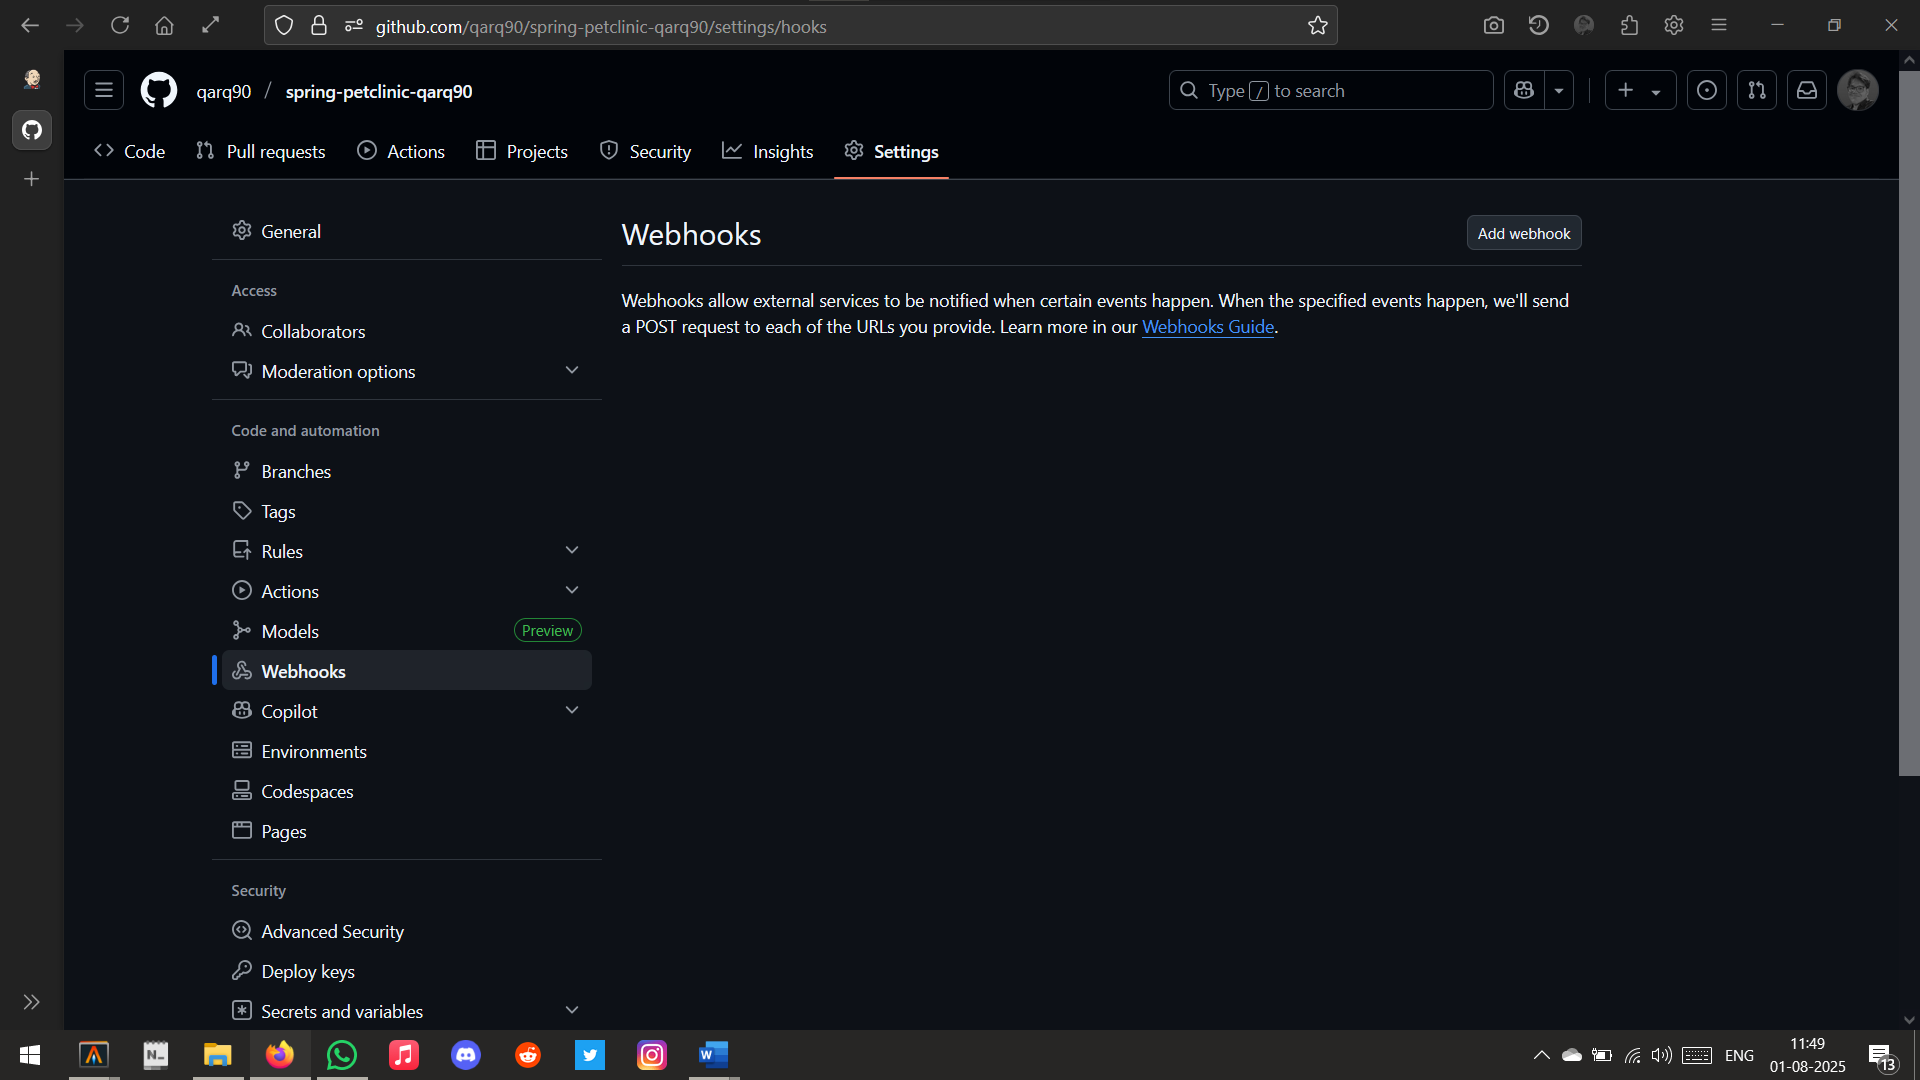 github.com/qarq90/spring-petclinic-qarq90/settings/hooks
qarq90 / spring-petclinic-qarq90
Type / to search
Code
Pull requests
Actions
Projects
Security
Insights
Settings
General
Access
Collaborators
Moderation options
Code and automation
Branches
Tags
Rules
Actions
Models
Preview
Webhooks
Copilot
Environments
Codespaces
Pages
Security
Advanced Security
Deploy keys
Secrets and variables
Webhooks
Add webhook
Webhooks allow external services to be notified when certain events happen. When the specified events happen, we'll send
a POST request to each of the URLs you provide. Learn more in our Webhooks Guide.
N_
W
ENG
11:49
01-08-2025
13